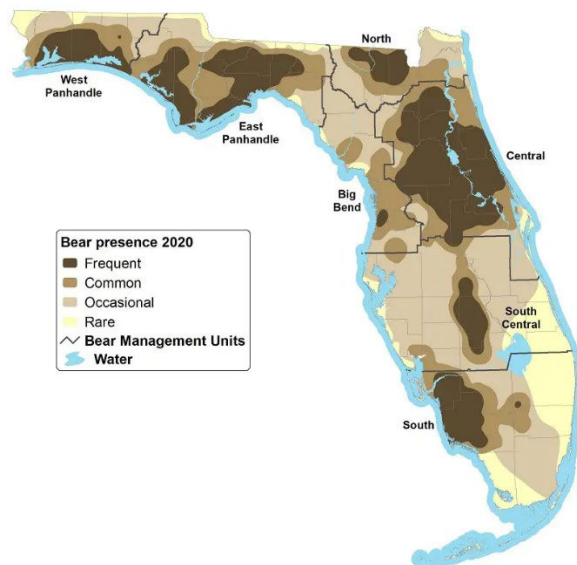 North
West
Panhandle
East
Panhandle
Central
Big
Bend
Bear presence 2020
Frequent
Common
Occasional
Rare
Bear Management Units
Water
South
Central
South